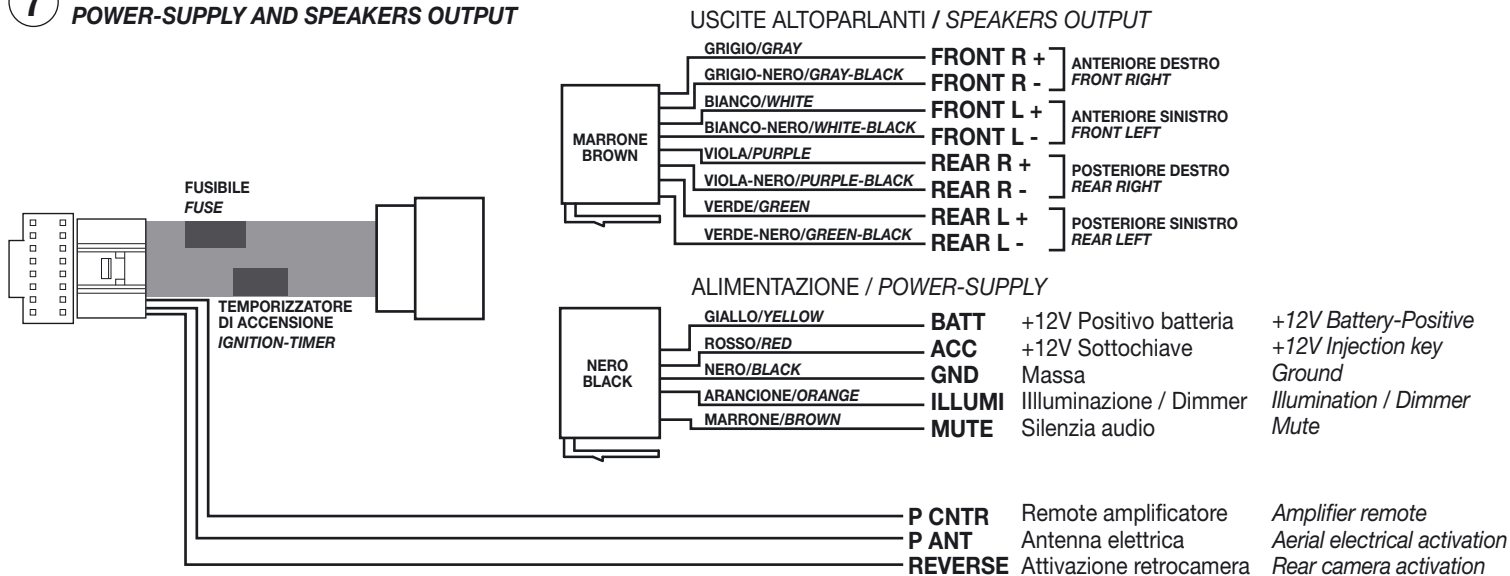 7
POWER-SUPPLY AND SPEAKERS OUTPUT
USCITE ALTOPARLANTI / SPEAKERS OUTPUT
GRIGIO/GRAY FRONT R +
GRIGIO-NERO/GRAY-BLACK FRONT R -
ANTERIORE DESTRO
FRONT RIGHT
BIANCO/WHITE FRONT L +
BIANCO-NERO/WHITE-BLACK FRONT L -
ANTERIORE SINISTRO
FRONT LEFT
MARRONE
BROWN
VIOLA/PURPLE REAR R +
VIOLA-NERO/PURPLE-BLACK REAR R -
POSTERIORE DESTRO
REAR RIGHT
VERDE/GREEN REAR L +
VERDE-NERO/GREEN-BLACK REAR L -
POSTERIORE SINISTRO
REAR LEFT
FUSIBILE
FUSE
TEMPORIZZATORE
DI ACCENSIONE
IGNITION-TIMER
ALIMENTAZIONE / POWER-SUPPLY
NERO
BLACK
GIALLO/YELLOW BATT +12V Positivo batteria +12V Battery-Positive
ROSSO/RED ACC +12V Sottochiave +12V Injection key
NERO/BLACK GND Massa Ground
ARANCIONE/ORANGE ILLUMI IIlluminazione / Dimmer Illumination / Dimmer
MARRONE/BROWN MUTE Silenzia audio Mute
P CNTR Remote amplificatore Amplifier remote
P ANT Antenna elettrica Aerial electrical activation
REVERSE Attivazione retrocamera Rear camera activation